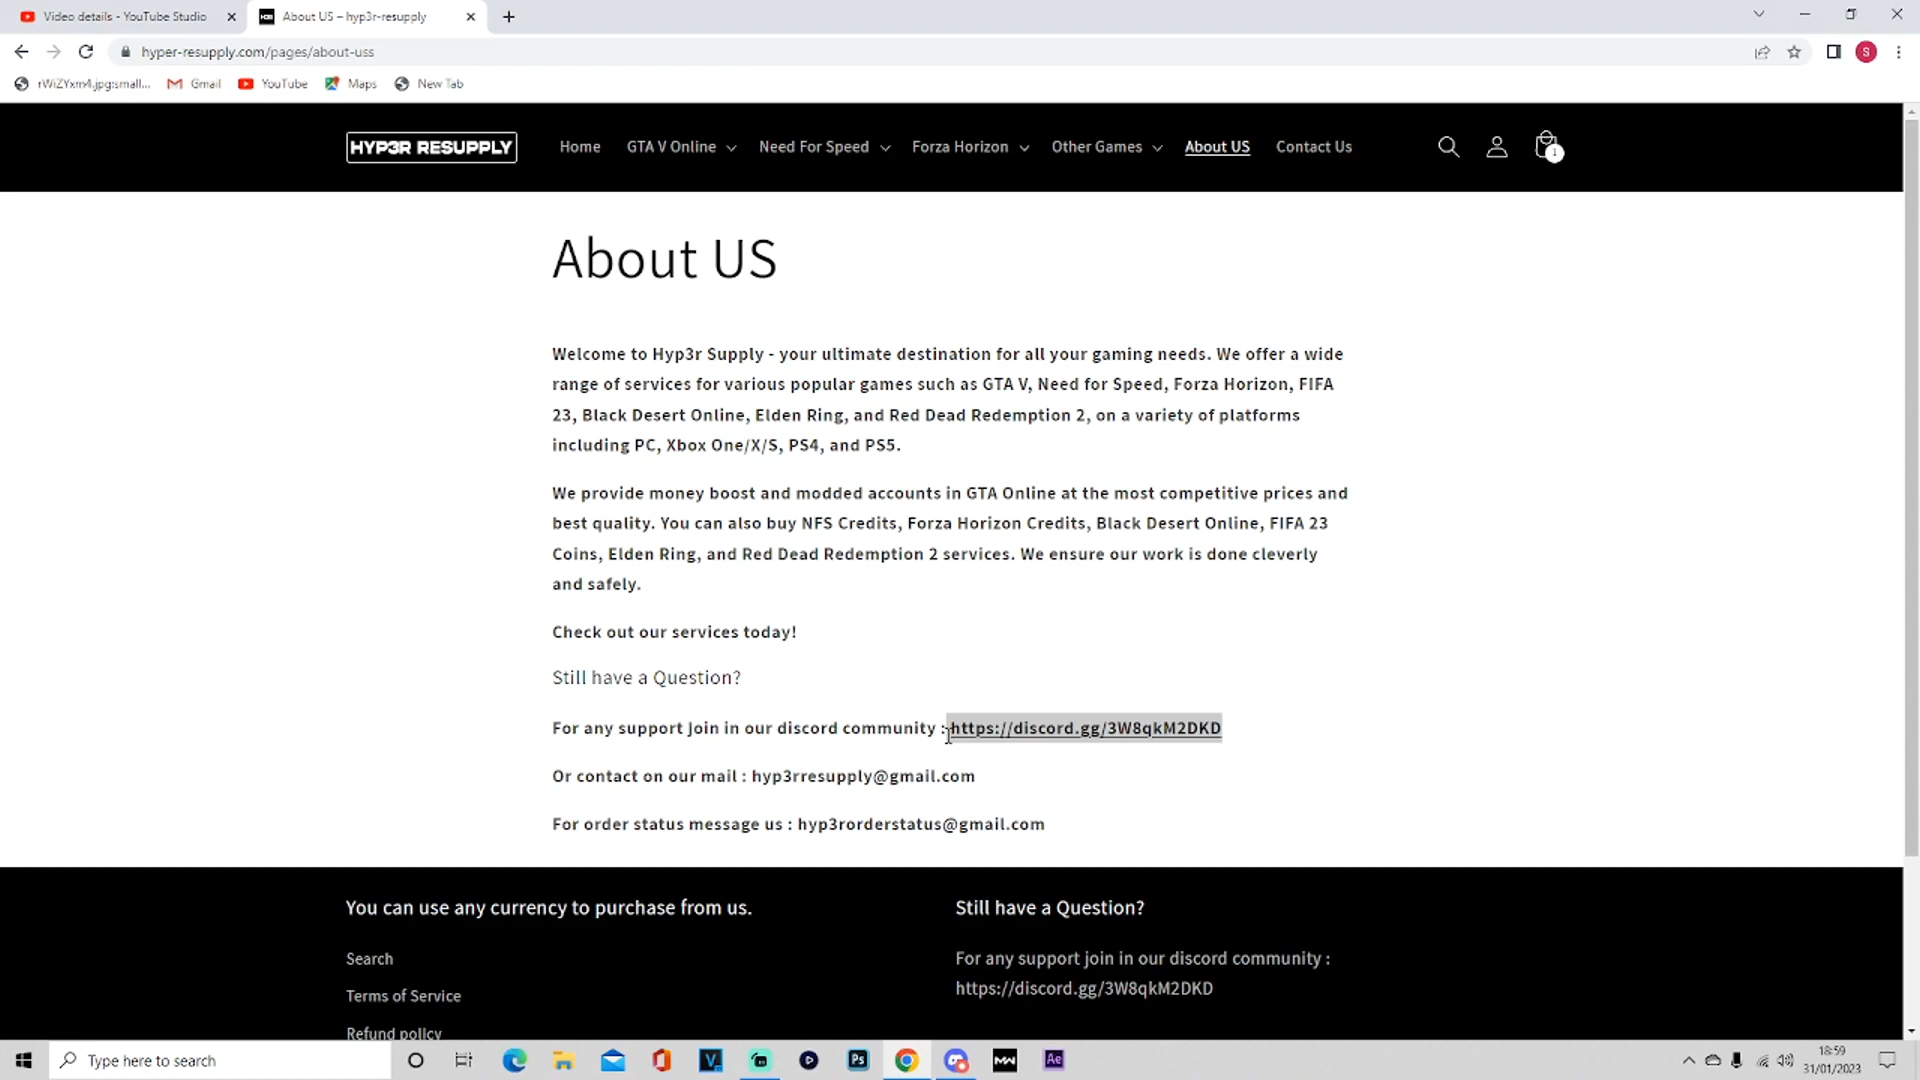 Video details - YouTube Studio
About US – hyp3r-resupply
hyper-resupply.com/pages/about-uss
S
rWiZYxm4.jpg:small...
Gmail
YouTube
Maps
New Tab
HYP3R RESUPPLY
Home
GTA V Online
Need For Speed
Forza Horizon
Other Games
About US
Contact Us
1
About US
Welcome to Hyp3r Supply - your ultimate destination for all your gaming needs. We offer a wide
range of services for various popular games such as GTA V, Need for Speed, Forza Horizon, FIFA
23, Black Desert Online, Elden Ring, and Red Dead Redemption 2, on a variety of platforms
including PC, Xbox One/X/S, PS4, and PS5.
We provide money boost and modded accounts in GTA Online at the most competitive prices and
best quality. You can also buy NFS Credits, Forza Horizon Credits, Black Desert Online, FIFA 23
Coins, Elden Ring, and Red Dead Redemption 2 services. We ensure our work is done cleverly
and safely.
Check out our services today!
Still have a Question?
For any support Join in our discord community : https://discord.gg/3W8qkM2DKD
Or contact on our mail : hyp3rresupply@gmail.com
For order status message us : hyp3rorderstatus@gmail.com
You can use any currency to purchase from us.
Search
Terms of Service
Refund policy
Still have a Question?
For any support join in our discord community :
https://discord.gg/3W8qkM2DKD
Type here to search
V
Ps
MW
Ae
18:59
31/01/2023